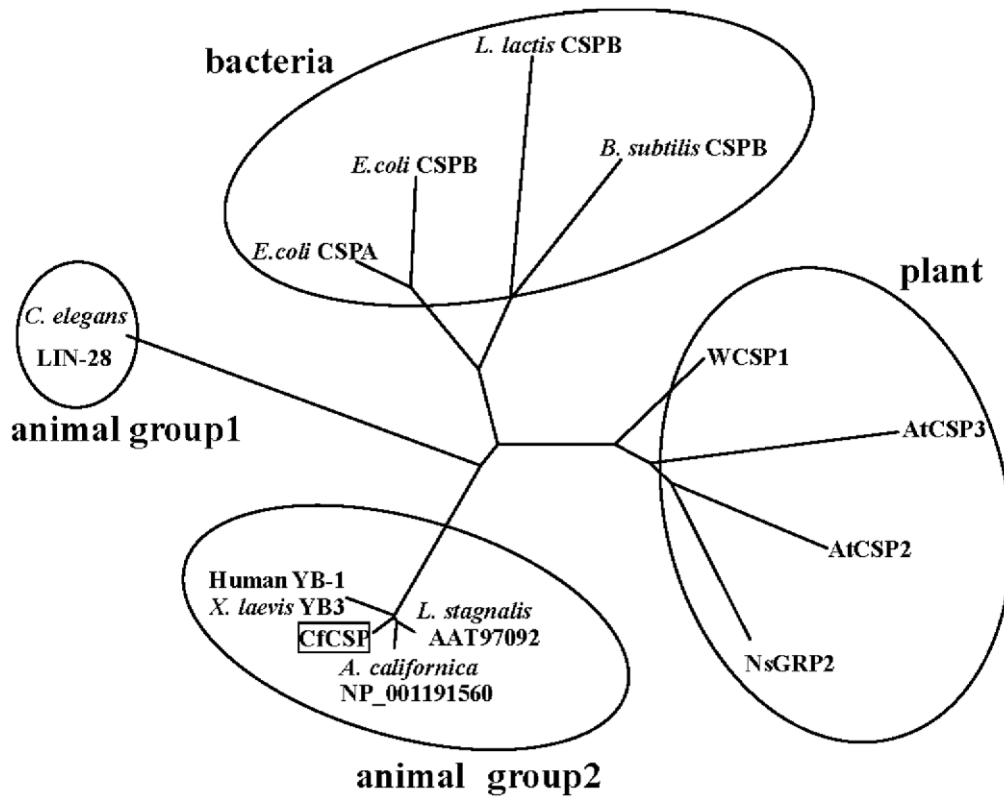 bacteria
L. lactis CSPB
E.coli CSPB
B. subtilis CSPB
E.coli CSPA
plant
C. elegans
LIN-28
animal group1
WCSP1
AtCSP3
AtCSP2
NsGRP2
Human YB-1
X. laevis YB3
CfCSP
L. stagnalis
AAT97092
A. californica
NP_001191560
animal group2